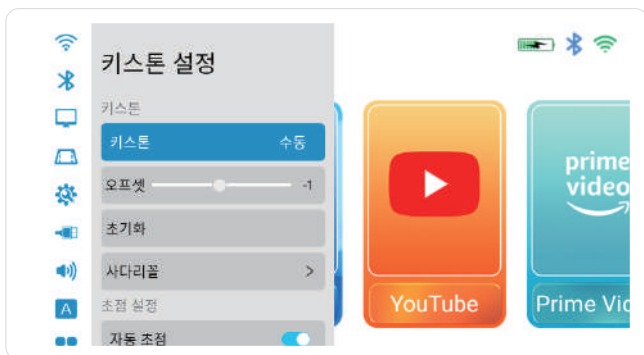 키스톤 설정
키스톤
키스톤 수동
오프셋 -1
초기화
사다리꼴 >
초점 설정
자동 초점
A
prime
video
YouTube
Prime Vid